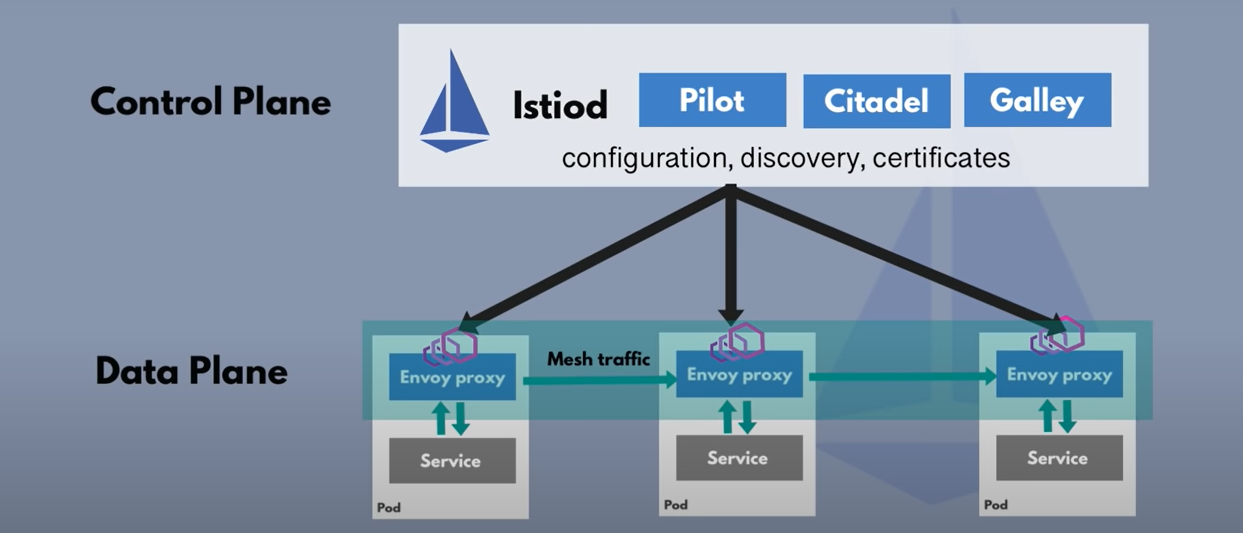 Control Plane
Istiod
Pilot
Citadel
Galley
configuration, discovery, certificates
Data Plane
Mesh traffic
Envoy proxy
Envoy proxy
Envoy proxy
Service
Service
Service
Pod
Pod
Pod